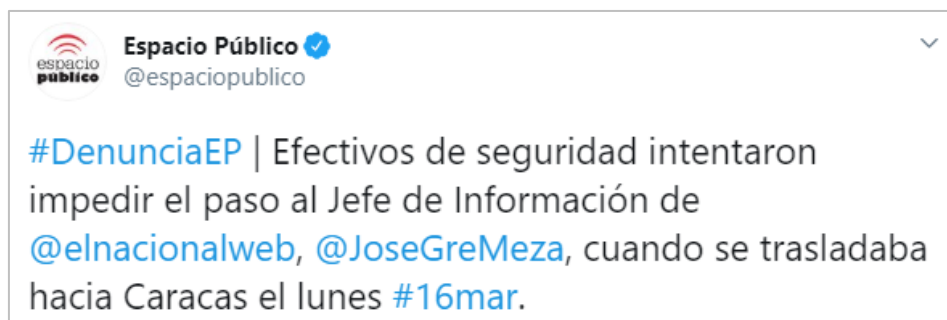 Espacio Público
@espaciopublico
espacio
público
#DenunciaEP | Efectivos de seguridad intentaron
impedir el paso al Jefe de Información de
@elnacionalweb, @JoseGreMeza, cuando se trasladaba
hacia Caracas el lunes #16mar.